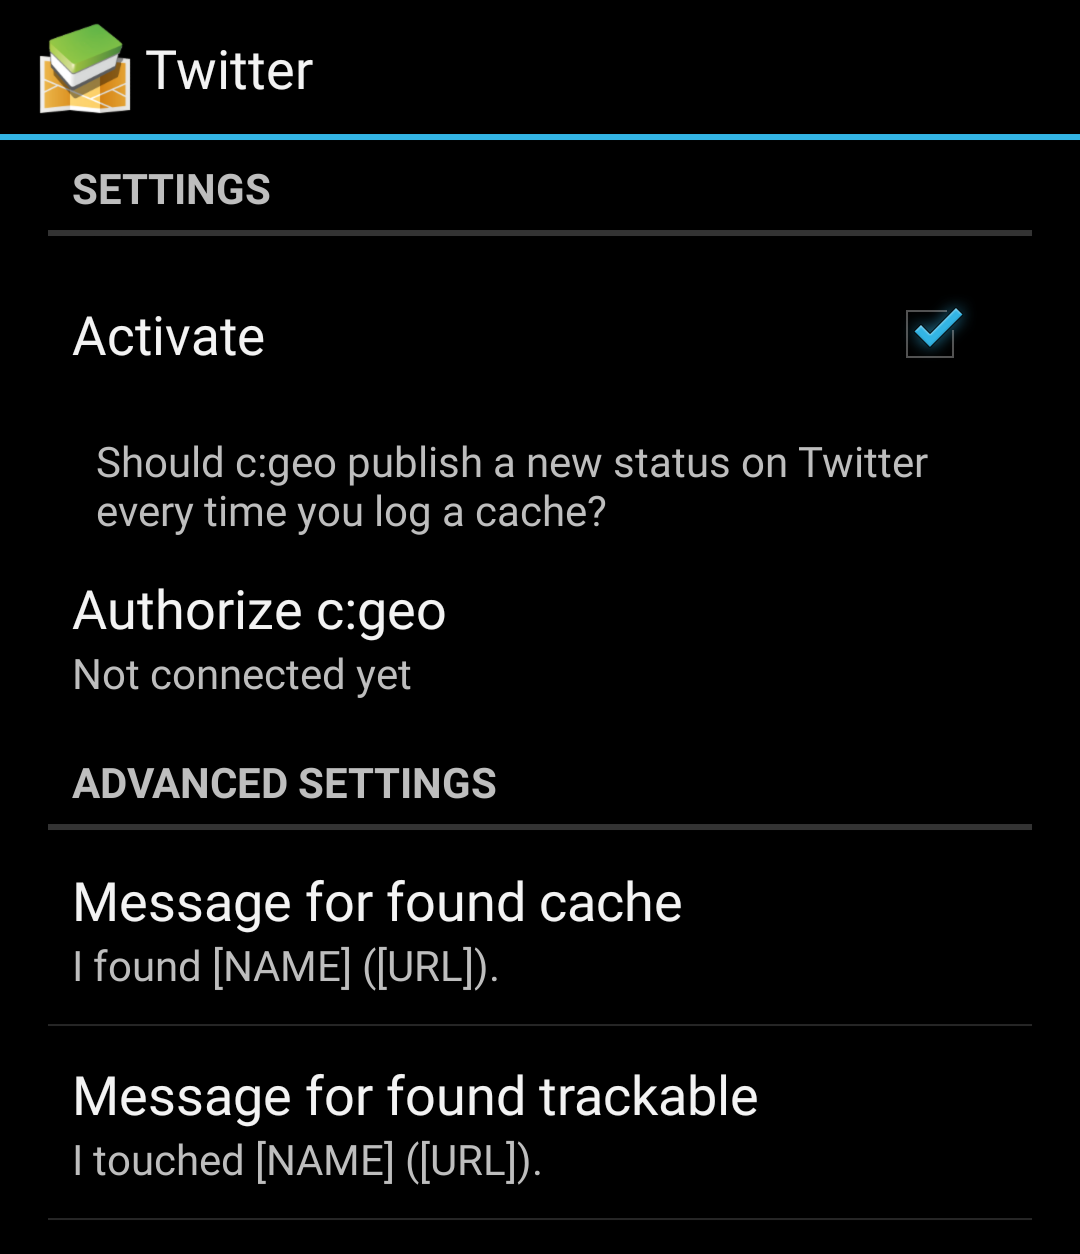 Twitter
SETTINGS
Activate
Should c:geo publish a new status on Twitter
every time you log a cache?
Authorize c:geo
Not connected yet
ADVANCED SETTINGS
Message for found cache
I found [NAME] ([URL]).
Message for found trackable
I touched [NAME] ([URL]).